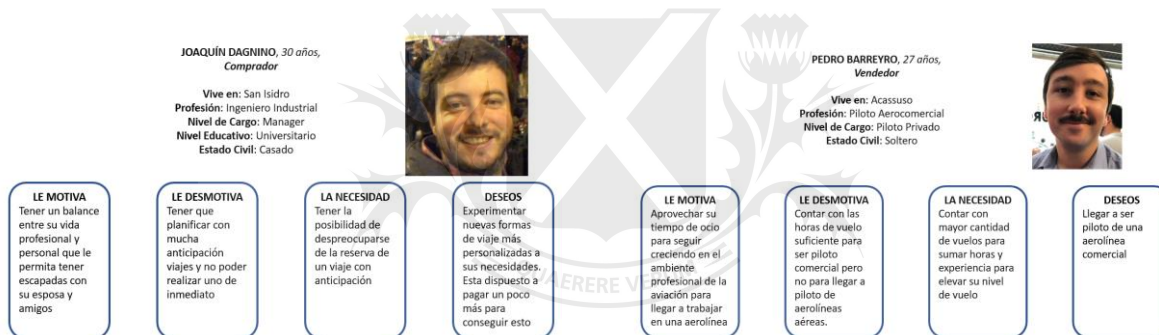 JOAQUÍN DAGNINO, 30 años,
Comprador
Vive en: San Isidro
Profesión: Ingeniero Industrial
Nivel de Cargo: Manager
Nivel Educativo: Universitario
Estado Civil: Casado
LE MOTIVA
Tener un balance
entre su vida
profesional y
personal que le
permita tener
escapadas con
su esposa y
amigos
LE DESMOTIVA
Tener que
planificar con
mucha
anticipación
viajes y no poder
realizar uno de
inmediato
LA NECESIDAD
Tener la
posibilidad de
despreocuparse
de la reserva de
un viaje con
anticipación
DESEOS
Experimentar
nuevas formas
de viaje más
personalizadas a
sus necesidades.
Esta dispuesto a
pagar un poco
más para
conseguir esto
PEDRO BARREYRO, 27 años,
Vendedor
Vive en: Acassuso
Profesión: Piloto Aerocomercial
Nivel de Cargo: Piloto Privado
Estado Civil: Soltero
LE MOTIVA
Aprovechar su
tiempo de ocio
para seguir
creciendo en el
ambiente
profesional de la
aviación para
llegar a trabajar
en una aerolínea
LE DESMOTIVA
Contar con las
horas de vuelo
suficiente para
ser piloto
comercial pero
no para llegar a
piloto de
aerolíneas
aéreas.
LA NECESIDAD
Contar con
mayor cantidad
de vuelos para
sumar horas y
experiencia para
elevar su nivel
de vuelo
DESEOS
Llegar a ser
piloto de una
aerolínea
comercial
QUAERERE